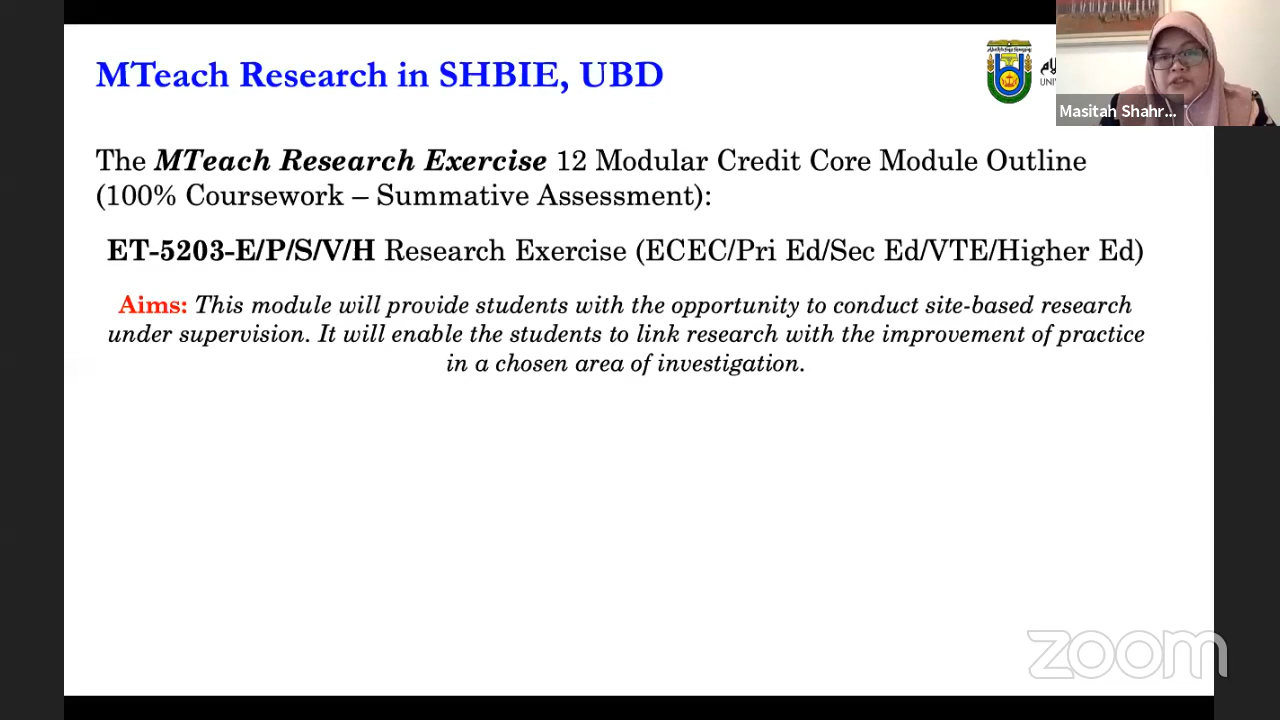 MTeach Research in SHBIE, UBD
Masitah Shahr...
The MTeach Research Exercise 12 Modular Credit Core Module Outline
(100% Coursework – Summative Assessment):
ET-5203-E/P/S/V/H Research Exercise (ECEC/Pri Ed/Sec Ed/VTE/Higher Ed)
Aims: This module will provide students with the opportunity to conduct site-based research
under supervision. It will enable the students to link research with the improvement of practice
in a chosen area of investigation.
zoom